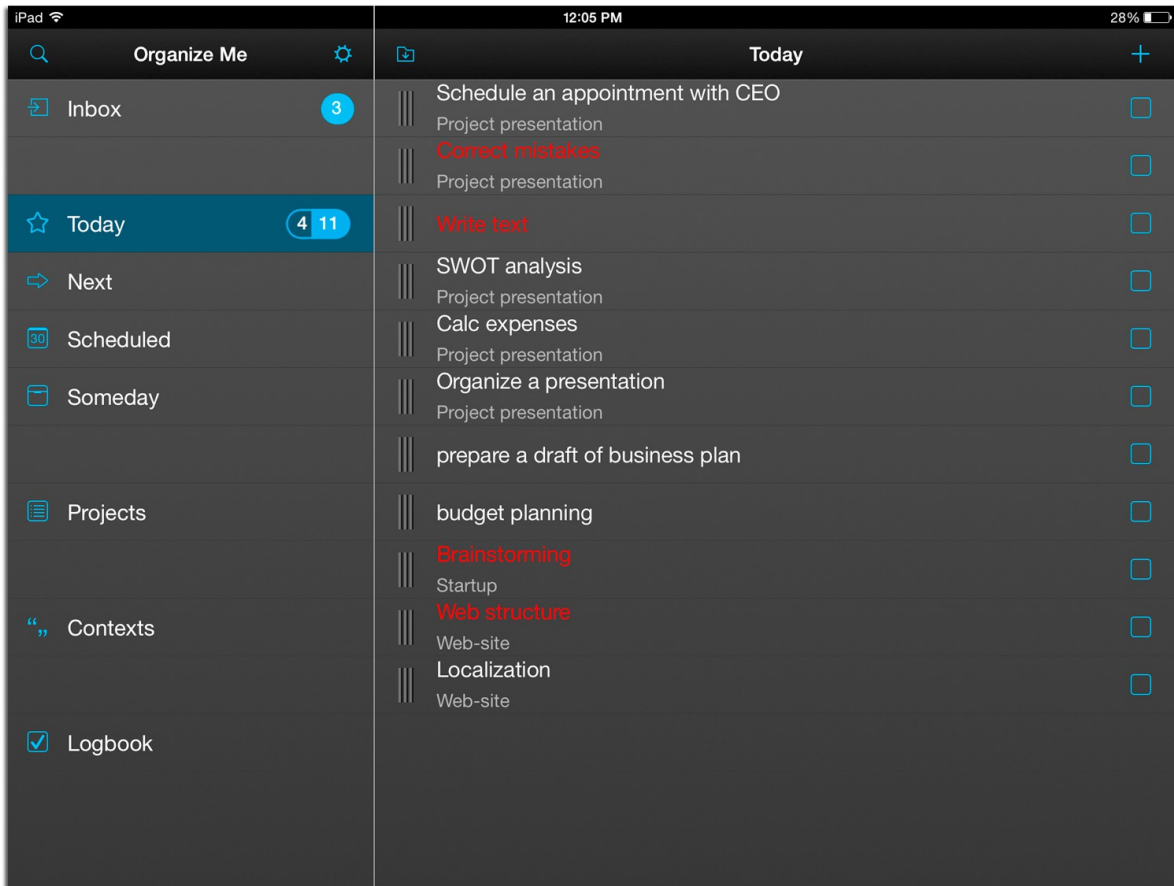 iPad 12:05 PM 28%
Organize Me
Today
Inbox 3
Today 4 11
Next
30 Scheduled
Someday
Projects
“„ Contexts
Logbook
Schedule an appointment with CEO
Project presentation
Correct mistakes
Project presentation
Write text
SWOT analysis
Project presentation
Calc expenses
Project presentation
Organize a presentation
Project presentation
prepare a draft of business plan
budget planning
Brainstorming
Startup
Web structure
Web-site
Localization
Web-site